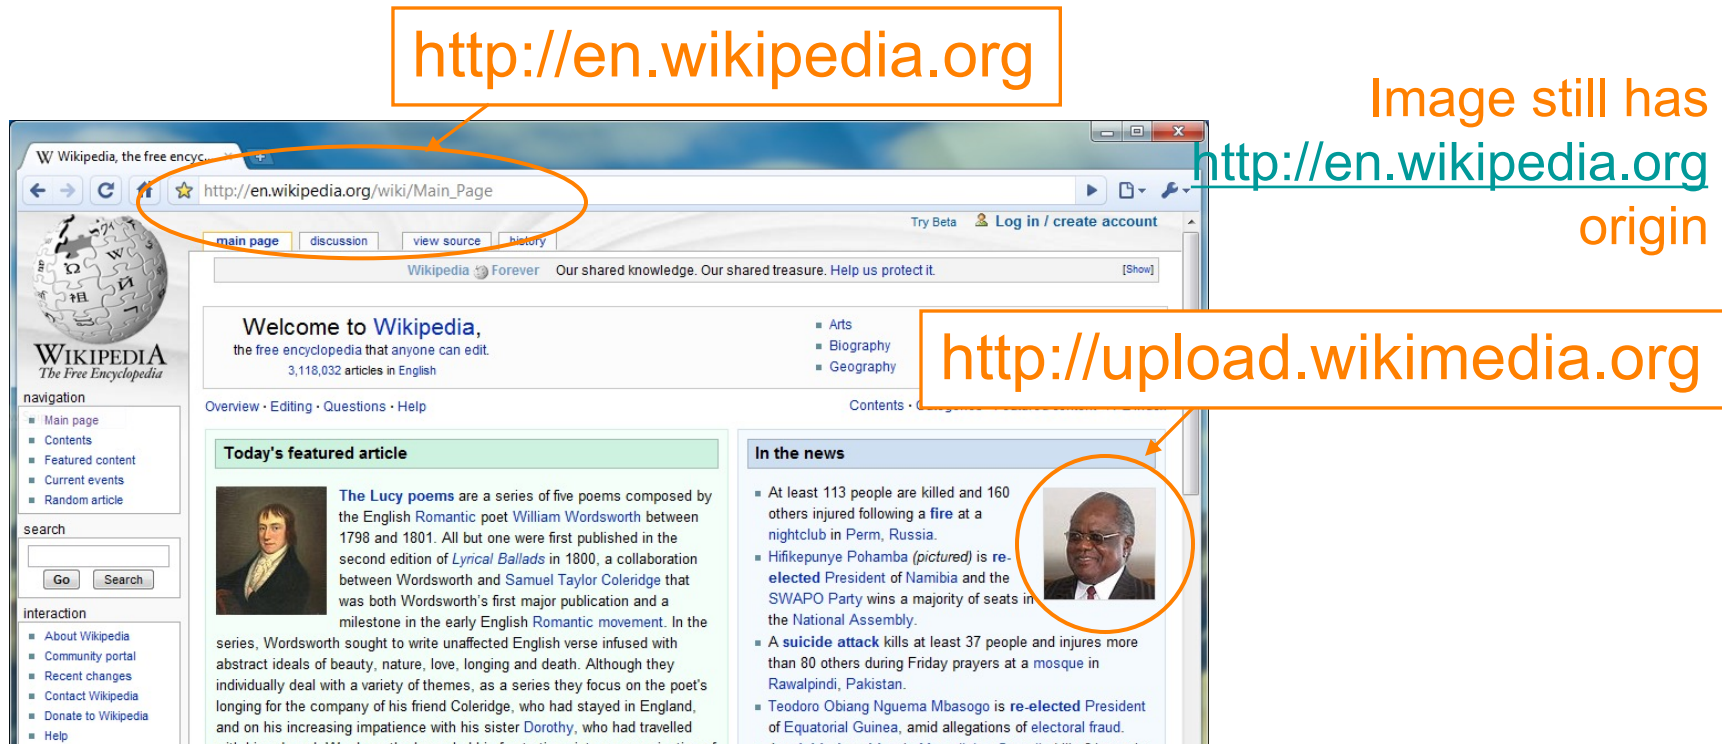 http://en.wikipedia.org
Image still has
http://en.wikipedia.org
origin
W Wikipedia, the free ency...
http://en.wikipedia.org/wiki/Main_Page
Try Beta Log in / create account
main page discussion view source history
Wikipedia Forever Our shared knowledge. Our shared treasure. Help us protect it. [Show]
Welcome to Wikipedia,
the free encyclopedia that anyone can edit.
3,118,032 articles in English
Arts
Biography
Geography
http://upload.wikimedia.org
WIKIPEDIA
The Free Encyclopedia
Overview · Editing · Questions · Help
Contents ·
navigation
Main page
Contents
Featured content
Current events
Random article
search
Go Search
interaction
About Wikipedia
Community portal
Recent changes
Contact Wikipedia
Donate to Wikipedia
Help
Today's featured article
The Lucy poems are a series of five poems composed by
the English Romantic poet William Wordsworth between
1798 and 1801. All but one were first published in the
second edition of Lyrical Ballads in 1800, a collaboration
between Wordsworth and Samuel Taylor Coleridge that
was both Wordsworth's first major publication and a
milestone in the early English Romantic movement. In the
series, Wordsworth sought to write unaffected English verse infused with
abstract ideals of beauty, nature, love, longing and death. Although they
individually deal with a variety of themes, as a series they focus on the poet's
longing for the company of his friend Coleridge, who had stayed in England,
and on his increasing impatience with his sister Dorothy, who had travelled
In the news
At least 113 people are killed and 160
others injured following a fire at a
nightclub in Perm, Russia.
Hifikepunye Pohamba (pictured) is re-
elected President of Namibia and the
SWAPO Party wins a majority of seats in
the National Assembly.
A suicide attack kills at least 37 people and injures more
than 80 others during Friday prayers at a mosque in
Rawalpindi, Pakistan.
Teodoro Obiang Nguema Mbasogo is re-elected President
of Equatorial Guinea, amid allegations of electoral fraud.